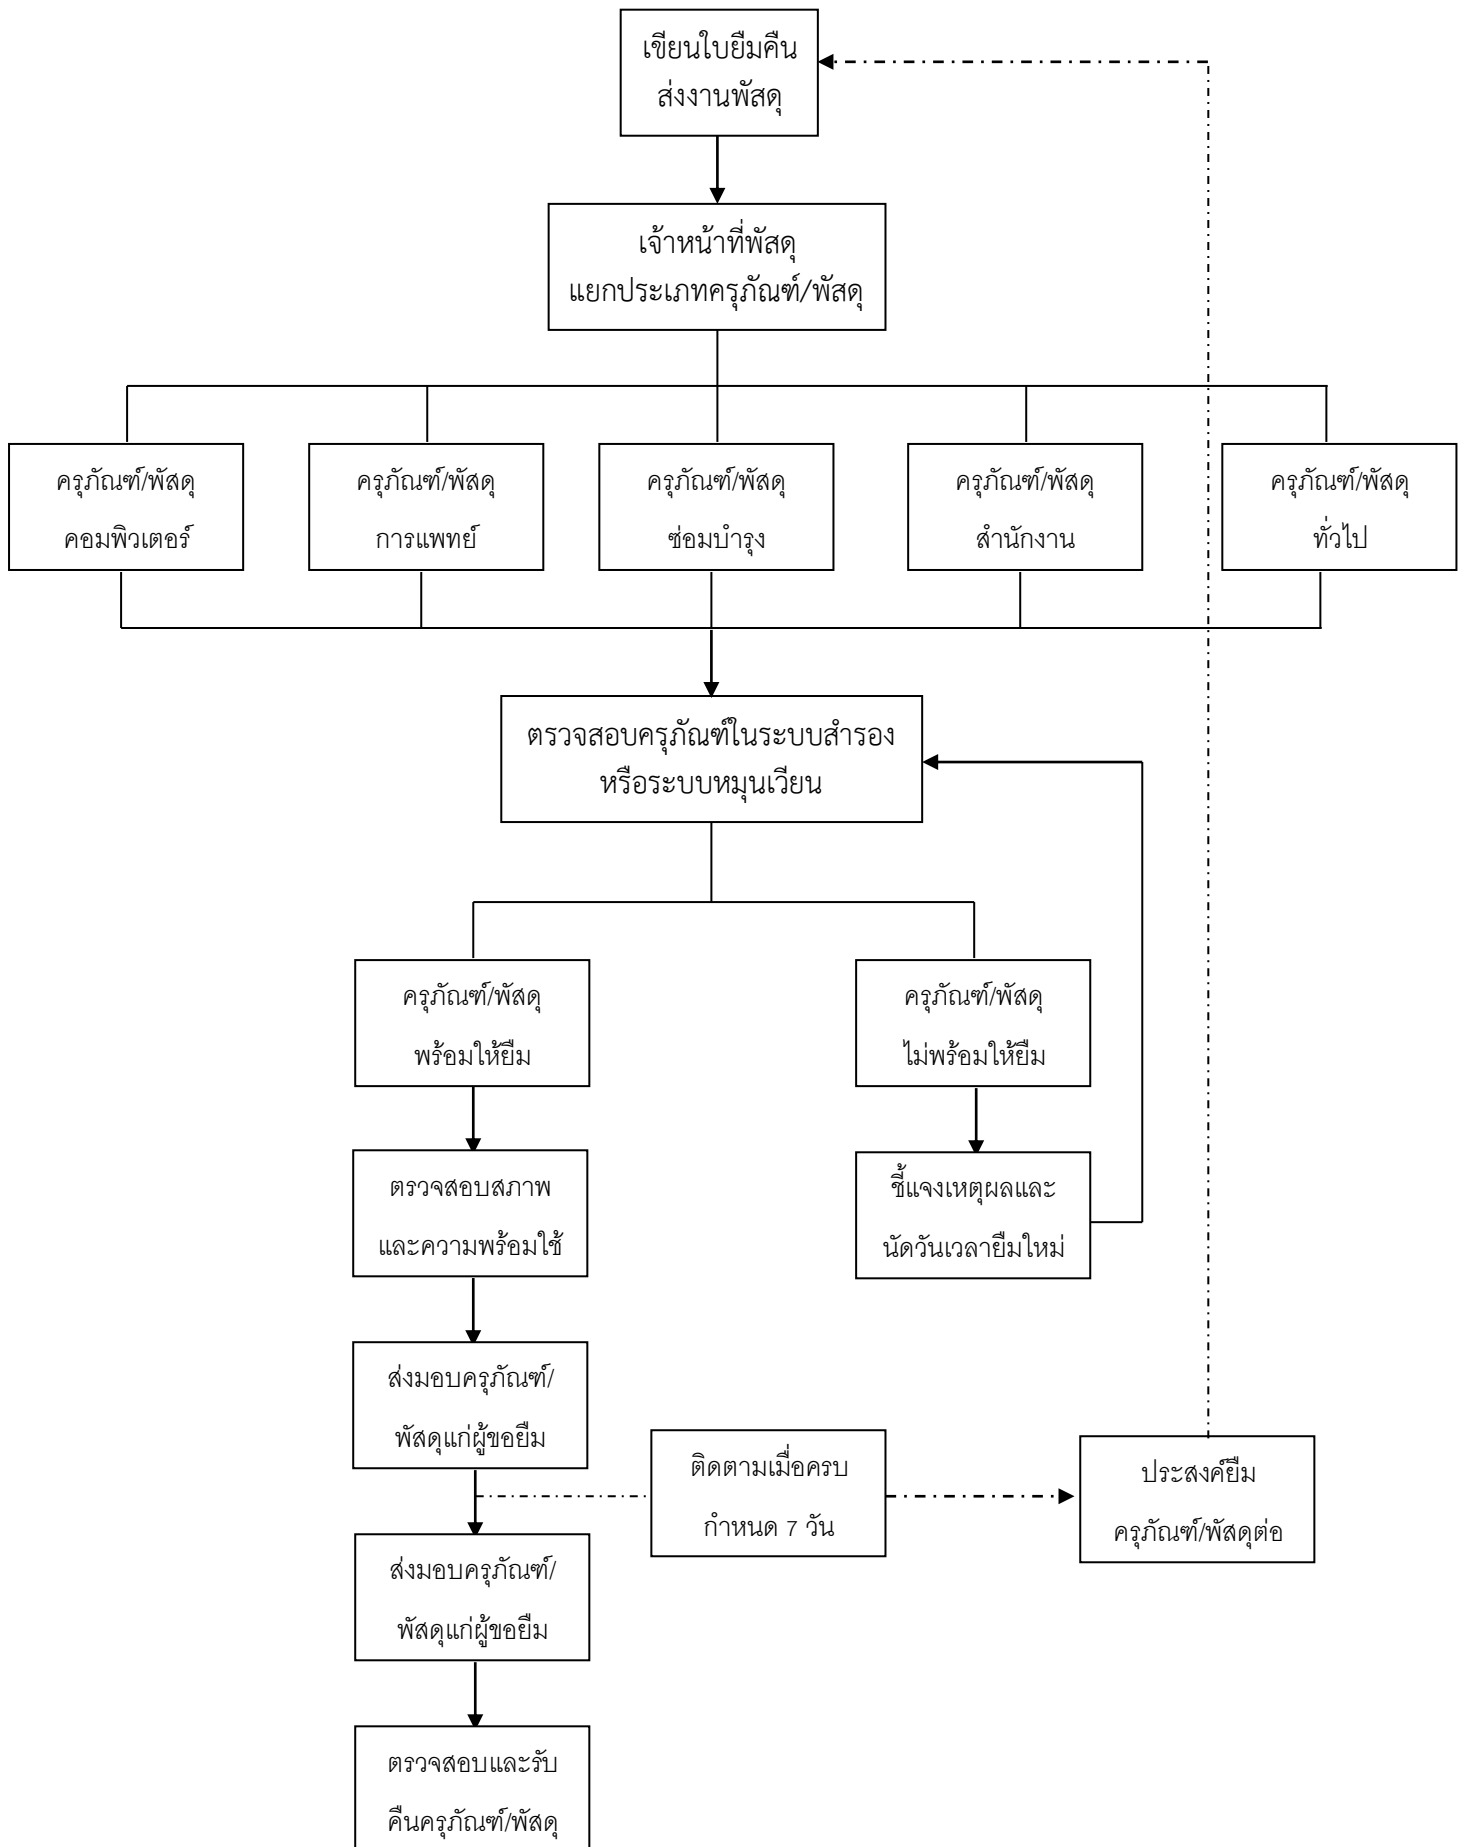 เขียนใบยืมคืน
ส่งงานพัสดุ
เจ้าหน้าที่พัสดุ
แยกประเภทครุภัณฑ์/พัสดุ
ครุภัณฑ์/พัสดุ
คอมพิวเตอร์
ครุภัณฑ์/พัสดุ
การแพทย์
ครุภัณฑ์/พัสดุ
ซ่อมบำรุง
ครุภัณฑ์/พัสดุ
สำนักงาน
ครุภัณฑ์/พัสดุ
ทั่วไป
ตรวจสอบครุภัณฑ์ในระบบสำรอง
หรือระบบหมุนเวียน
ครุภัณฑ์/พัสดุ
พร้อมให้ยืม
ครุภัณฑ์/พัสดุ
ไม่พร้อมให้ยืม
ตรวจสอบสภาพ
และความพร้อมใช้
ชี้แจงเหตุผลและ
นัดวันเวลายืมใหม่
ส่งมอบครุภัณฑ์/
พัสดุแก่ผู้ขอยืม
ติดตามเมื่อครบ
กำหนด 7 วัน
ประสงค์ยืม
ครุภัณฑ์/พัสดุต่อ
ส่งมอบครุภัณฑ์/
พัสดุแก่ผู้ขอยืม
ตรวจสอบและรับ
คืนครุภัณฑ์/พัสดุ